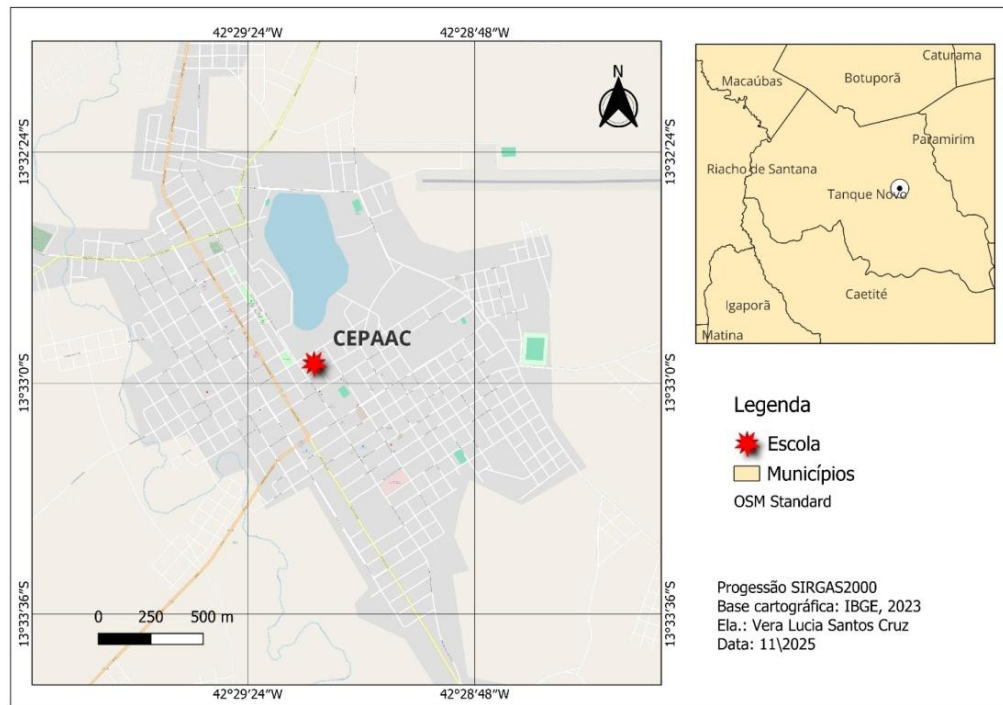 42°29′24″W
42°28′48″W
N
13°32′24″S
13°32′24″S
CEPAAC
13°33′0″S
13°33′0″S
13°33′36″S
13°33′36″S
0 250 500 m
42°29′24″W
42°28′48″W
Caturama
Macaúbas
Botuporã
Paramirim
Riacho de Santana
Tanque Novo
Caetité
Igaporã
Matina
Legenda
Escola
Municípios
OSM Standard
Progessão SIRGAS2000
Base cartográfica: IBGE, 2023
Ela.: Vera Lucia Santos Cruz
Data: 11\2025